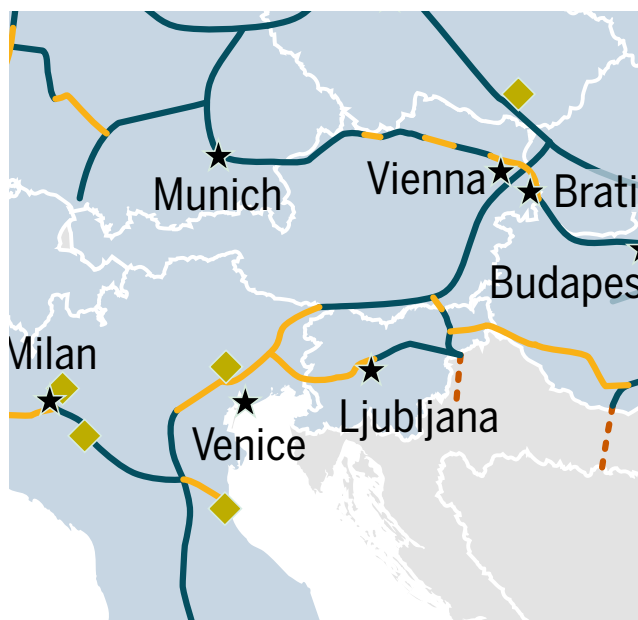 Munich
Vienna
Brati
Budapes
Milan
Ljubljana
Venice